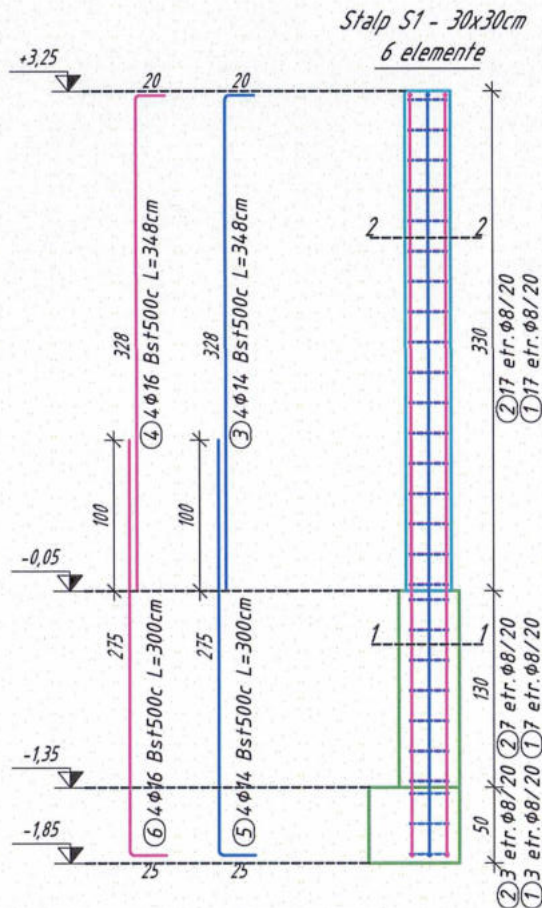 Stalp S1 - 30x30cm
6 elemente
+3,25
20
20
2
2
328
④ 4Φ16 Bst500c L=348cm
328
③ 4Φ14 Bst500c L=348cm
330
② 17 etr.Φ8/20
① 17 etr.Φ8/20
100
100
-0,05
275
⑥ 4Φ16 Bst500c L=300cm
275
⑤ 4Φ14 Bst500c L=300cm
1
1
130
② 7 etr.Φ8/20
① 7 etr.Φ8/20
-1,35
50
② 3 etr.Φ8/20
① 3 etr.Φ8/20
-1,85
25
25